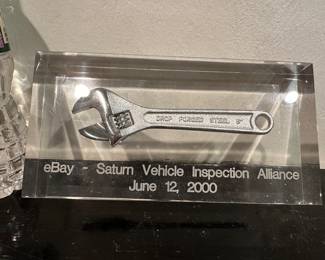 DROP FORGED STEEL 6"
eBay - Saturn Vehicle Inspection Alliance
June 12, 2000